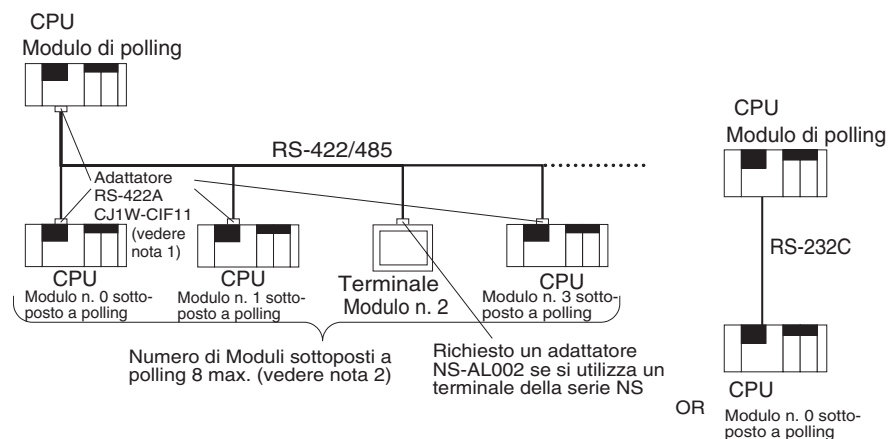 CPU
Modulo di polling
RS-422/485
Adattatore
RS-422A
CJ1W-CIF11
(vedere
nota 1)
CPU
Modulo n. 0 sotto-
posto a polling
CPU
Modulo n. 1 sotto-
posto a polling
Terminale
Modulo n. 2
CPU
Modulo n. 3 sotto-
posto a polling
Numero di Moduli sottoposti a
polling 8 max. (vedere nota 2)
Richiesto un adattatore
NS-AL002 se si utilizza un
terminale della serie NS
OR
CPU
Modulo di polling
RS-232C
CPU
Modulo n. 0 sotto-
posto a polling